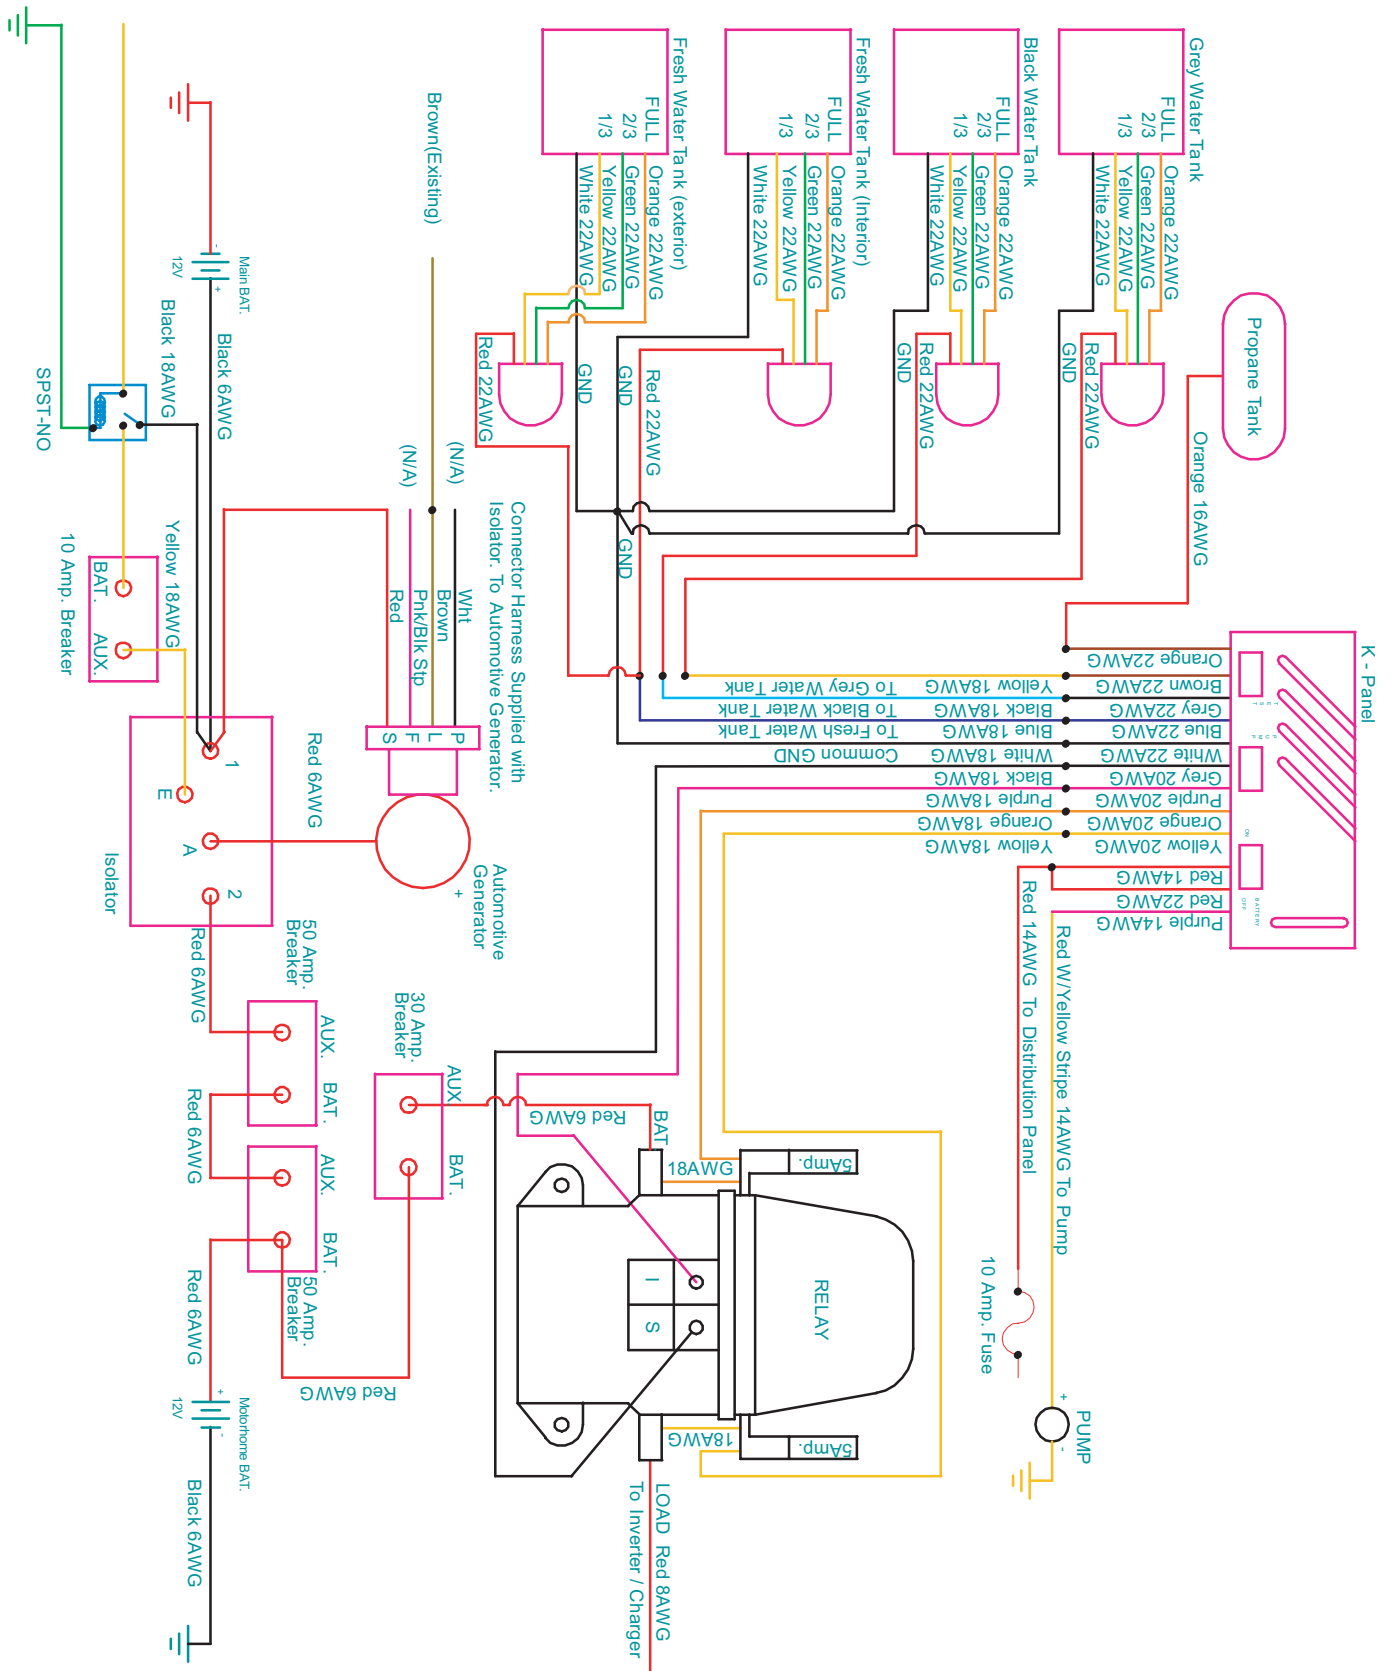 Grey Water Tank
FULL
2/3
1/3
Orange 22AWG
Green 22AWG
Yellow 22AWG
White 22AWG
Black Water Tank
FULL
2/3
1/3
Orange 22AWG
Green 22AWG
Yellow 22AWG
White 22AWG
Fresh Water Tank (Interior)
FULL
2/3
1/3
Orange 22AWG
Green 22AWG
Yellow 22AWG
White 22AWG
Fresh Water Tank (exterior)
FULL
2/3
1/3
Orange 22AWG
Green 22AWG
Yellow 22AWG
White 22AWG
Propane Tank
Orange 16AWG
Red 22AWG
GND
Red 22AWG
GND
Red 22AWG
GND
GND
Red 22AWG
GND
Brown(Existing)
(N/A)
(N/A)
Connector Harness Supplied with
Isolator. To Automotive Generator.
Wht
Brown
Pnk/Blk Stp
Red
P
L
F
S
Automotive
Generator
+
Main BAT.
-
+
12V
Black 6AWG
Black 18AWG
SPST-NO
Yellow 18AWG
10 Amp. Breaker
BAT.
AUX.
Red 6AWG
1
E
A
2
Isolator
K - Panel
TEST
PUMP
ON
BATTERY
OFF
Orange 22AWG
Brown 22AWG
Grey 22AWG
Blue 22AWG
White 22AWG
Grey 20AWG
Purple 20AWG
Orange 20AWG
Yellow 20AWG
Red 14AWG
Red 22AWG
Purple 14AWG
Yellow 18AWG
Black 18AWG
Blue 18AWG
White 18AWG
Black 18AWG
Purple 18AWG
Orange 18AWG
Yellow 18AWG
To Grey Water Tank
To Black Water Tank
To Fresh Water Tank
Common GND
Red W/Yellow Stripe 14AWG To Pump
Red 14AWG To Distribution Panel
10 Amp. Fuse
PUMP
+
-
50 Amp.
Breaker
Red 6AWG
AUX.
BAT.
Red 6AWG
AUX.
BAT.
50 Amp.
Breaker
30 Amp.
Breaker
AUX
BAT.
Red 6AWG
BAT
18AWG
5Amp.
RELAY
I
S
18AWG
5Amp.
LOAD Red 8AWG
To Inverter / Charger
Red 6AWG
Red 6AWG
Motorhome BAT.
+
-
12V
Black 6AWG